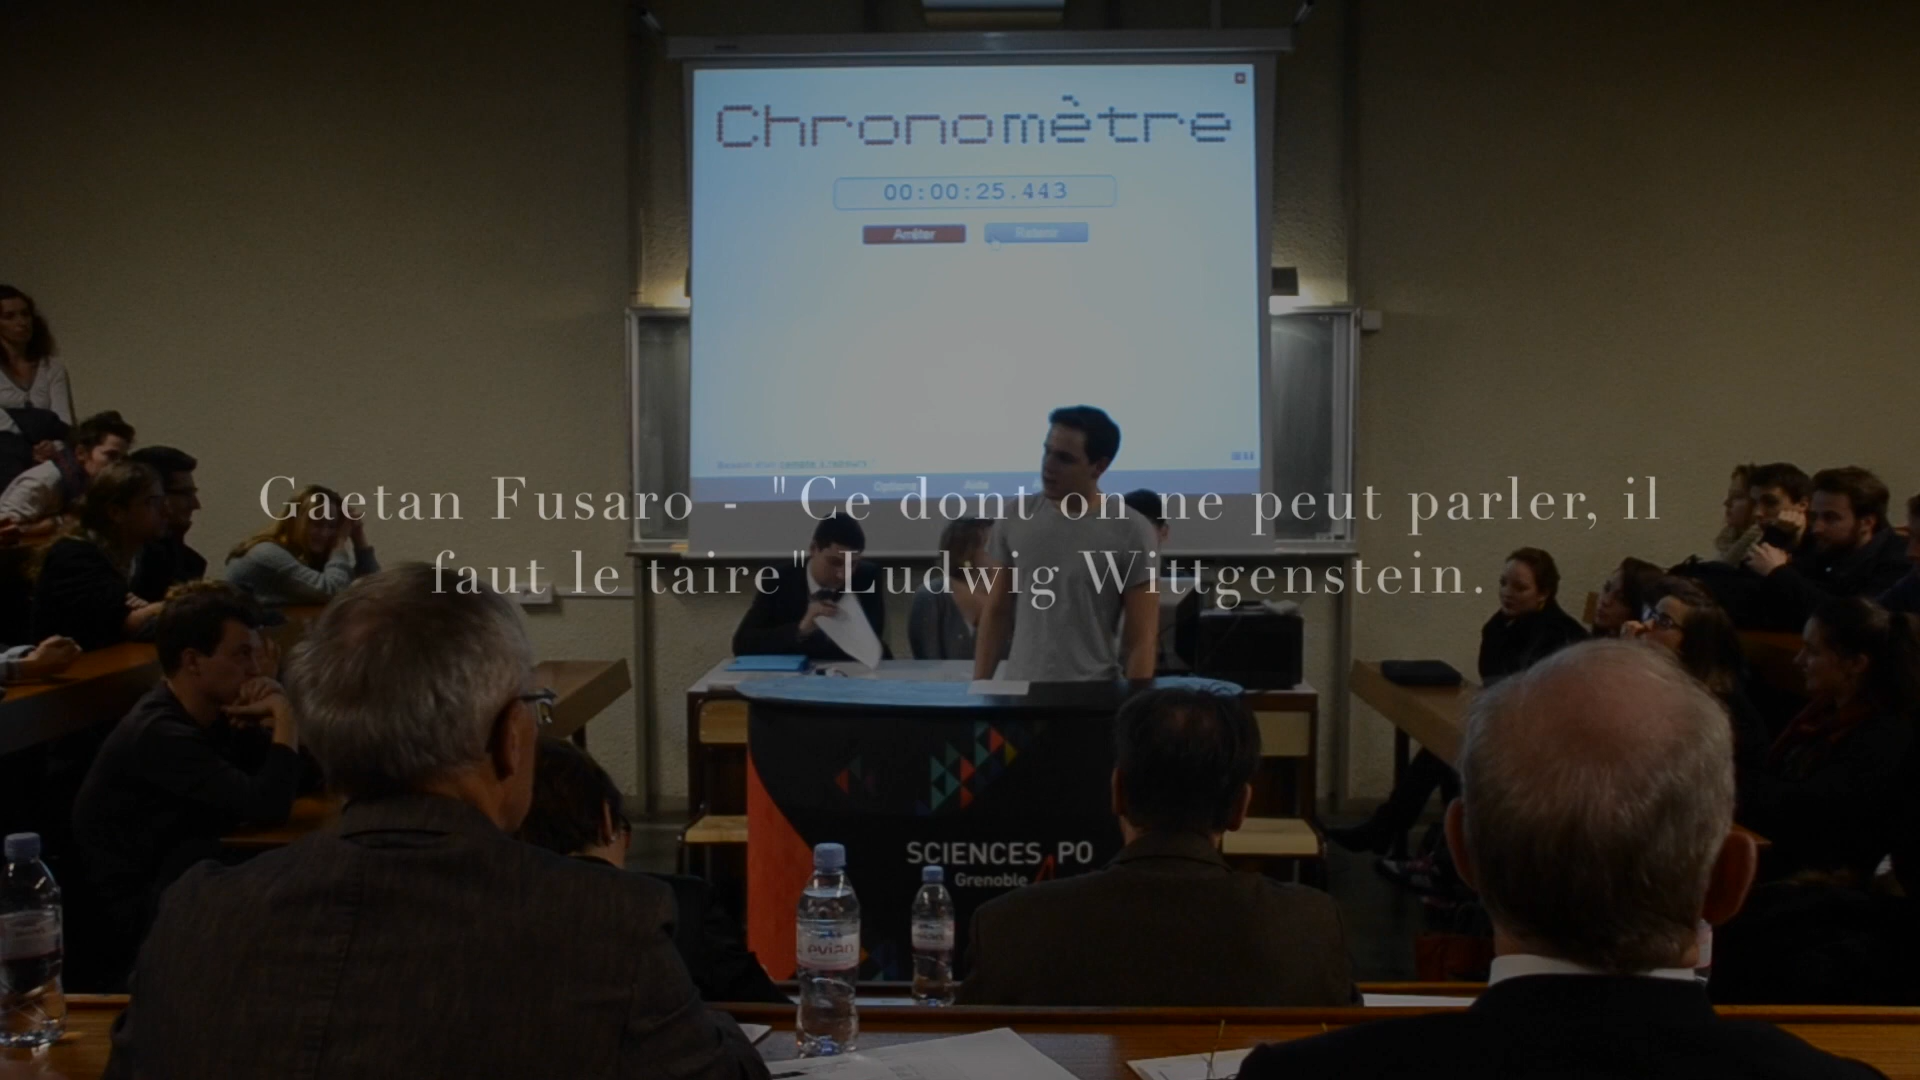 Chronomètre
00:00:25.443
Arrêter
Gaetan Fusaro - "Ce dont on ne peut parler, il
faut le taire" Ludwig Wittgenstein.
SCIENCES PO
Grenoble
evian